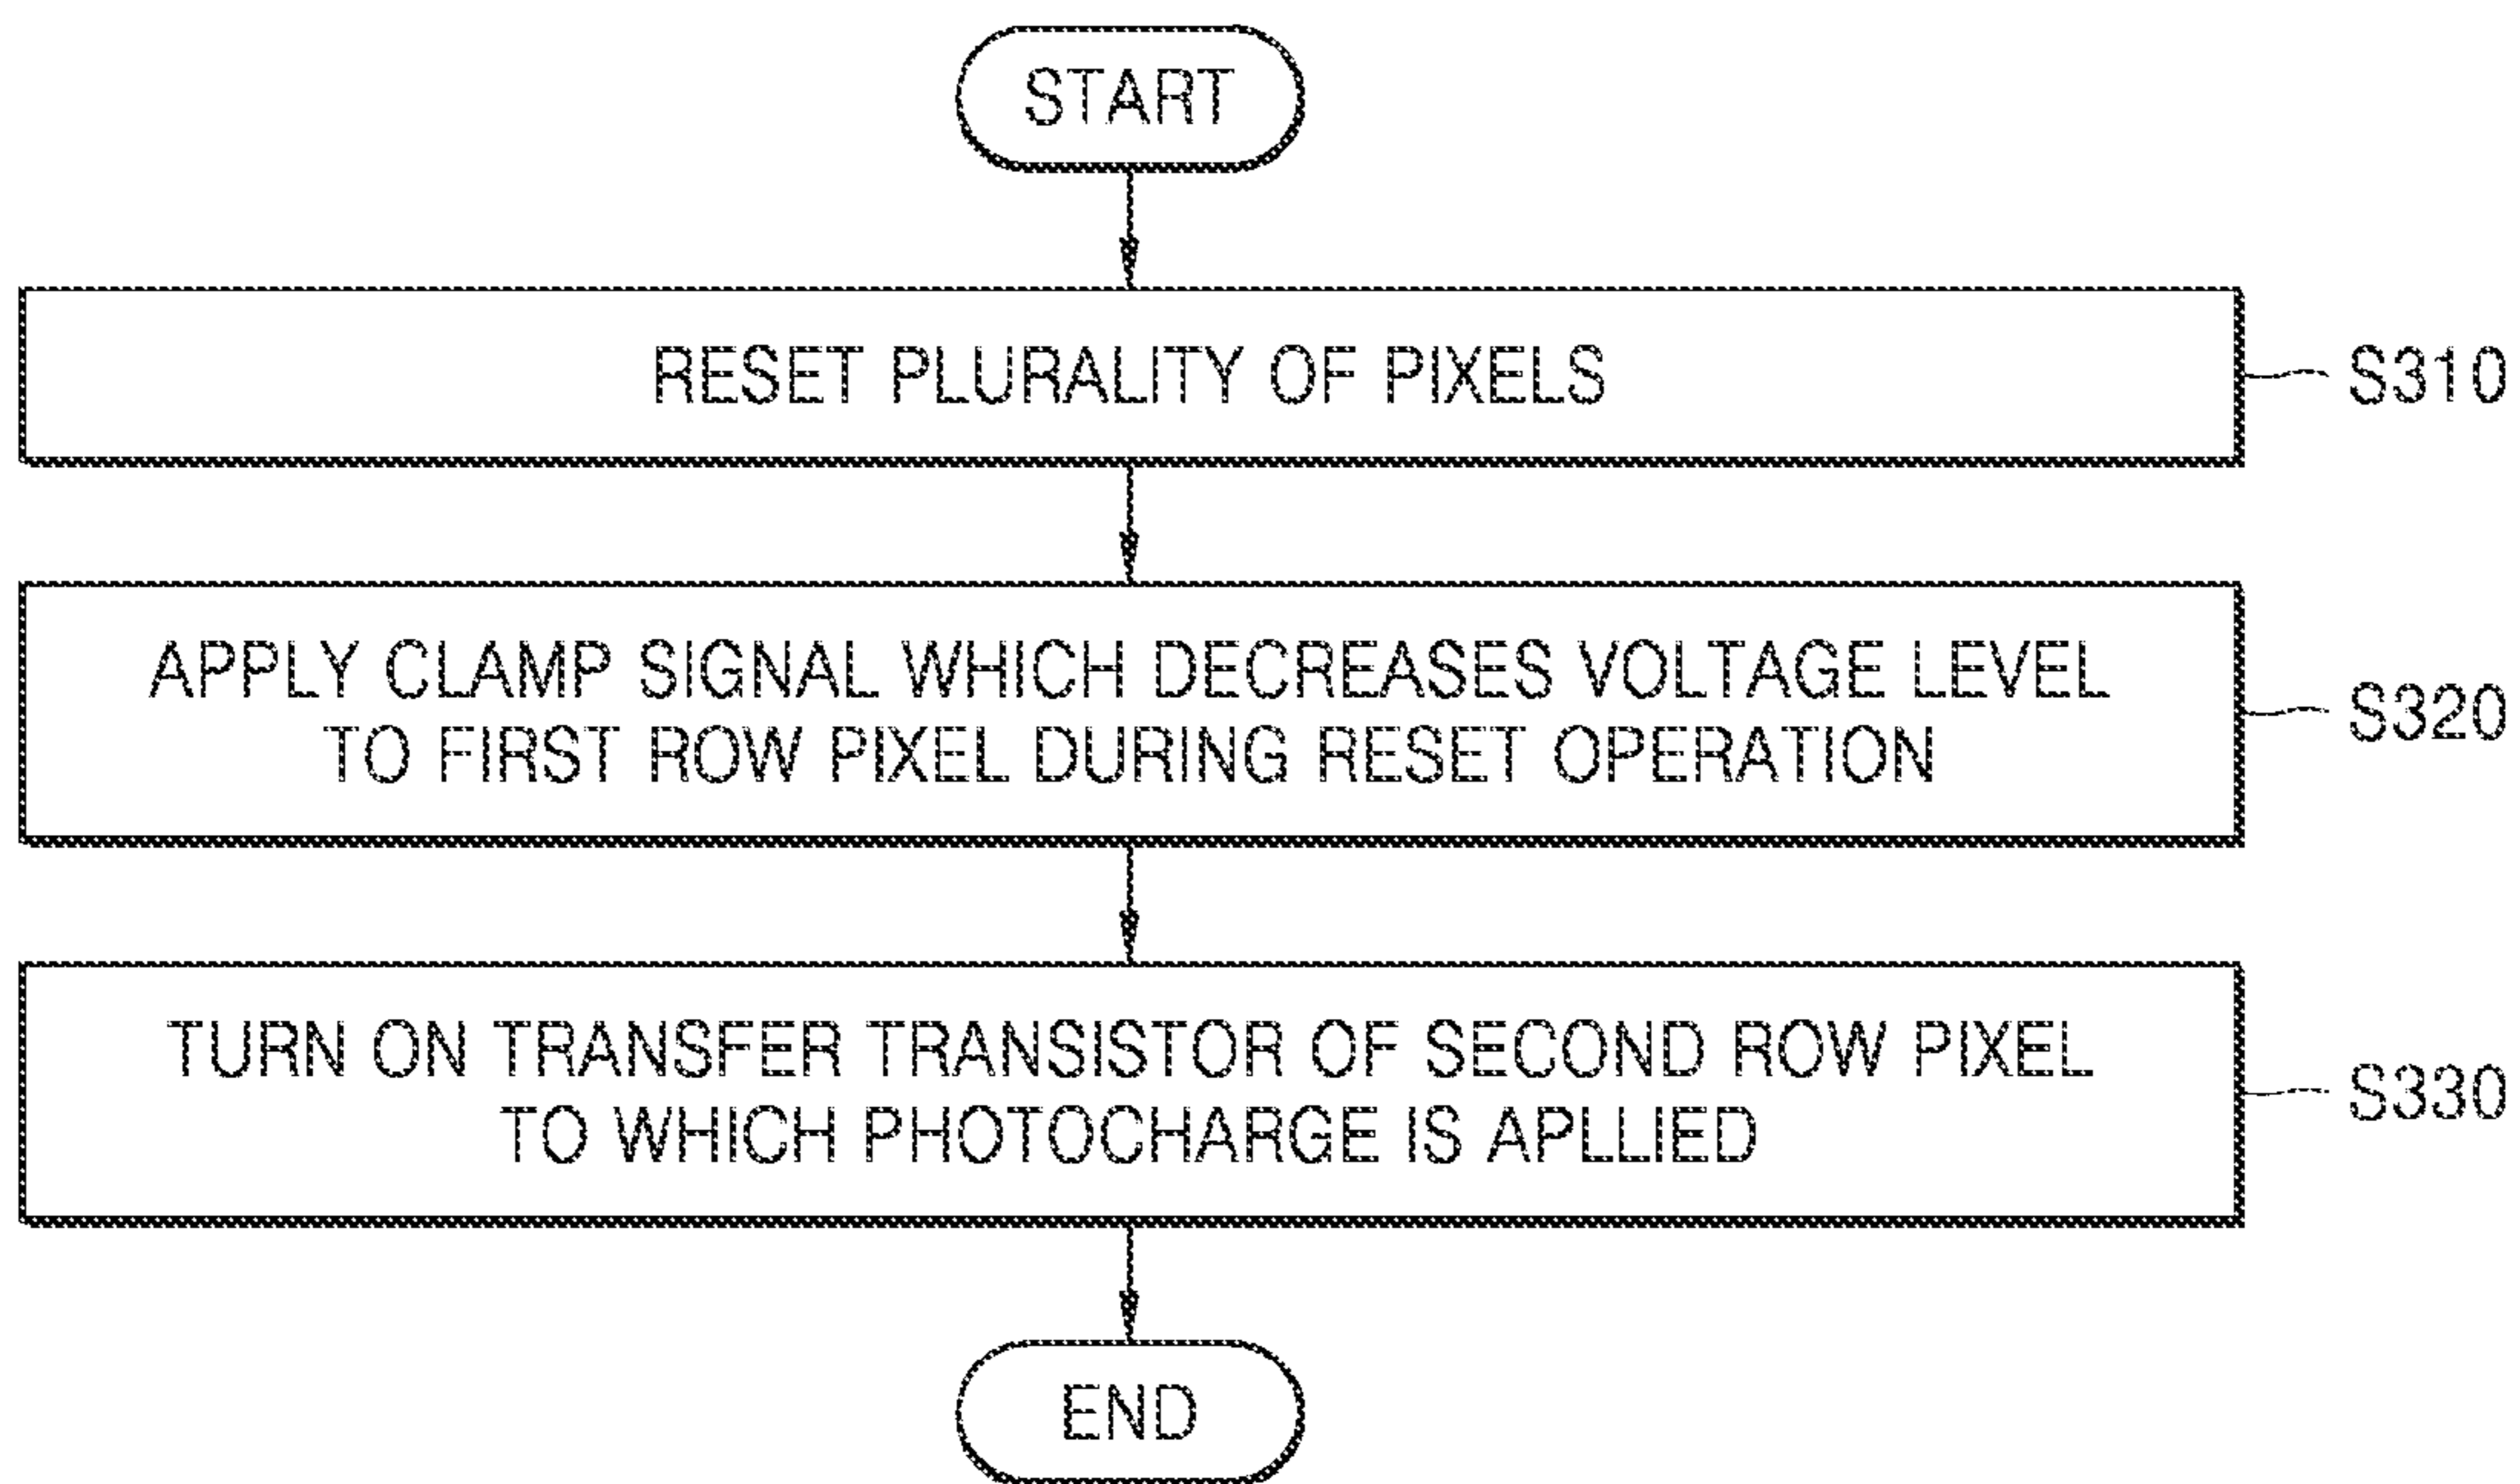 START
RESET PLURALITY OF PIXELS
S310
APPLY CLAMP SIGNAL WHICH DECREASES VOLTAGE LEVEL
TO FIRST ROW PIXEL DURING RESET OPERATION
S320
TURN ON TRANSFER TRANSISTOR OF SECOND ROW PIXEL
TO WHICH PHOTOCHARGE IS APLLIED
S330
END